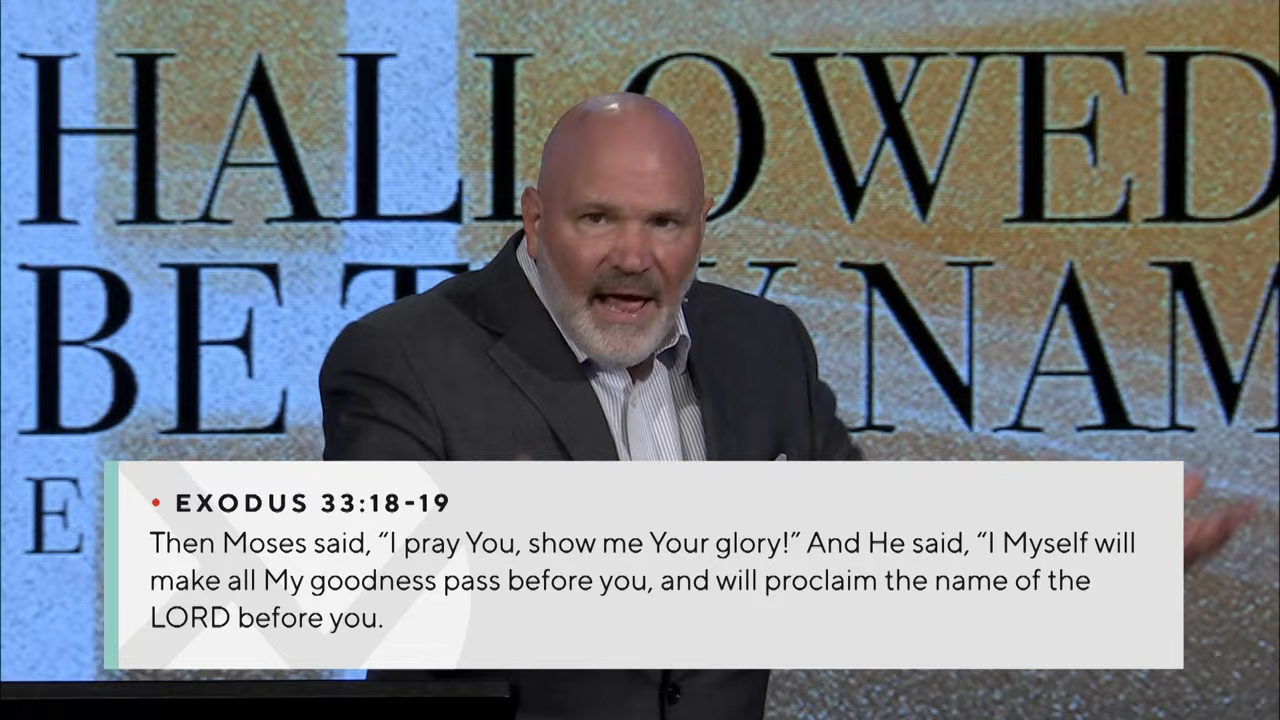 HALLOWED
BE THY NAM
E
• EXODUS 33:18-19
Then Moses said, “I pray You, show me Your glory!” And He said, “I Myself will
make all My goodness pass before you, and will proclaim the name of the
LORD before you.